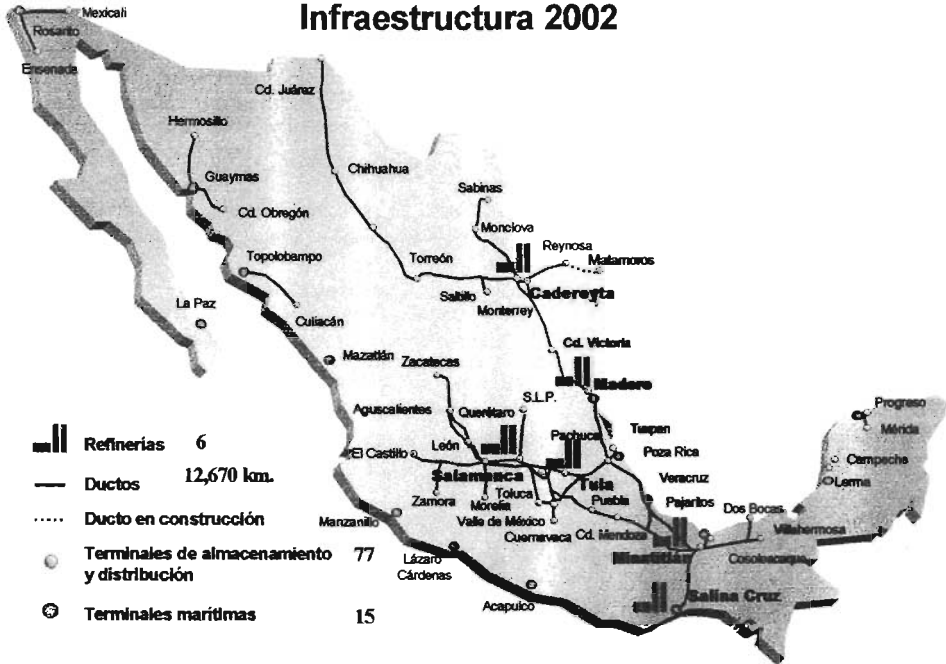 Infraestructura 2002
Mexicali
Rosarito
Ensenada
Cd. Juárez
Hermosillo
Chihuahua
Guaymas
Sabinas
Cd. Obregón
Monclova
Reynosa
Topolobampo
Torreón
Matamoros
Cadereyta
La Paz
Saltillo
Monterrey
Culiacán
Cd. Victoria
Mazatlán
Zacatecas
Madero
S.L.P.
Progreso
Aguascalientes
Querétaro
Tuxpan
Mérida
Refinerías 6
León
Pachuca
El Castillo
Poza Rica
Campeche
Salamanca
Tula
Veracruz
Lerma
Ductos 12,670 km.
Zamora
Morelia
Toluca
Puebla
Pajaritos
Dos Bocas
Ducto en construcción
Manzanillo
Valle de México
Cd. Mendoza
Villahermosa
Cuernavaca
Minatitlán
Cosoleacaque
Terminales de almacenamiento 77
y distribución
Lázaro
Cárdenas
Salina Cruz
Acapulco
Terminales marítimas 15